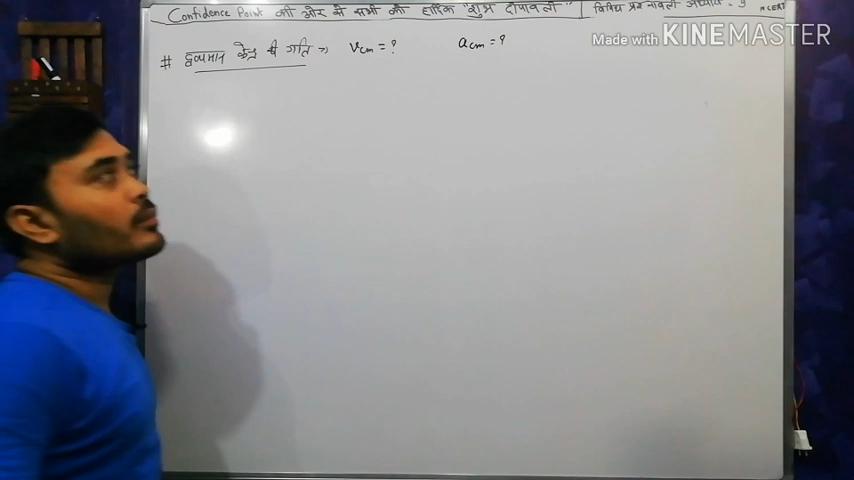 Confidence Point की ओर से सभी को हार्दिक "शुभ दीपावली" विविध प्रश्नावली अध्याय - 9 NCERT
Made with KINEMASTER
# द्रव्यमान केन्द्र की गति → Vcm = ? acm = ?